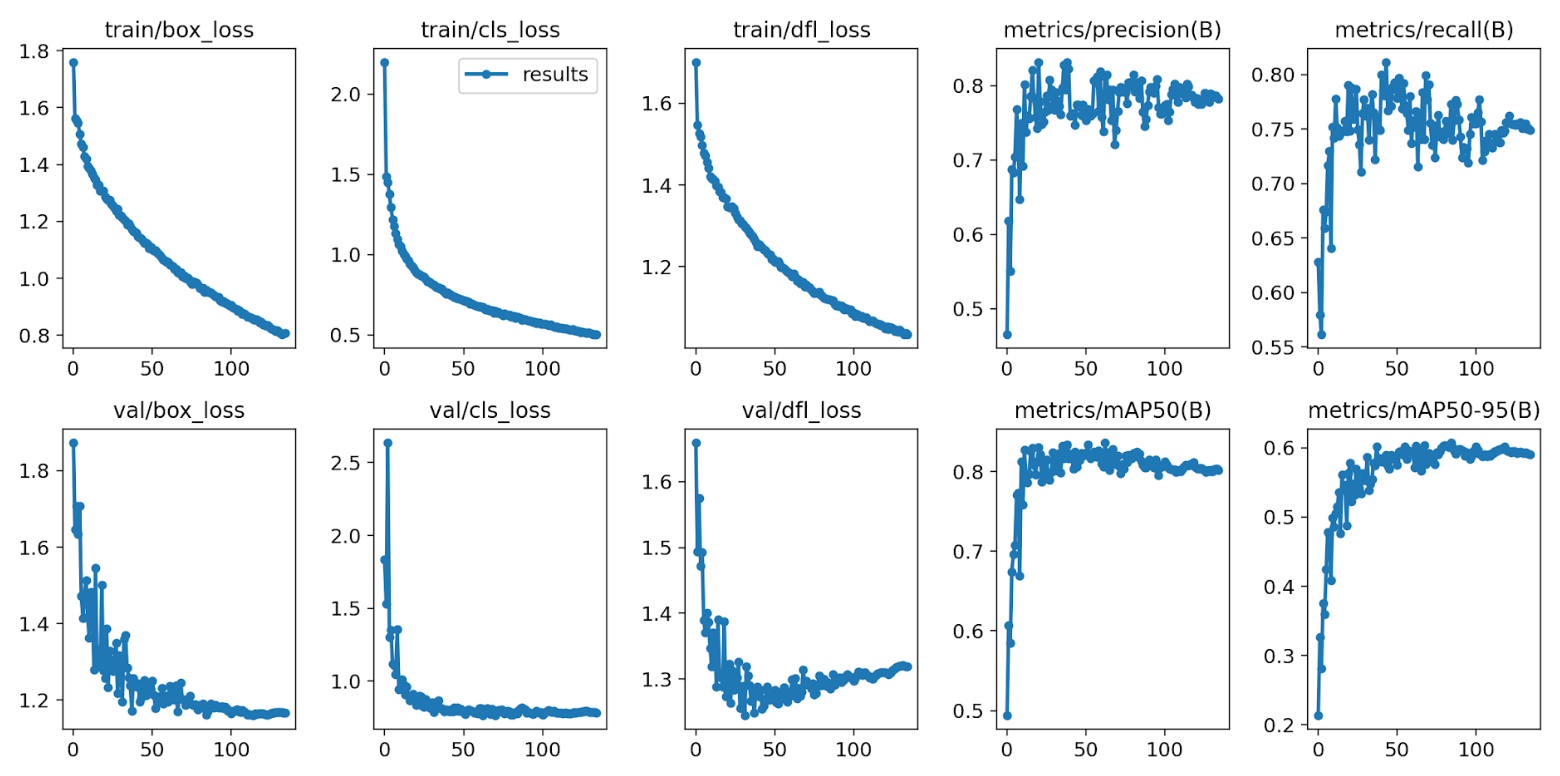 train/box_loss
train/cls_loss
train/dfl_loss
metrics/precision(B)
metrics/recall(B)
1.8
1.6
1.4
1.2
1.0
0.8
0 50 100
results
2.0
1.5
1.0
0.5
0 50 100
1.6
1.4
1.2
0 50 100
0.8
0.7
0.6
0.5
0 50 100
0.80
0.75
0.70
0.65
0.60
0.55
0 50 100
val/box_loss
val/cls_loss
val/dfl_loss
metrics/mAP50(B)
metrics/mAP50-95(B)
1.8
1.6
1.4
1.2
0 50 100
2.5
2.0
1.5
1.0
0 50 100
1.6
1.5
1.4
1.3
0 50 100
0.8
0.7
0.6
0.5
0 50 100
0.6
0.5
0.4
0.3
0.2
0 50 100